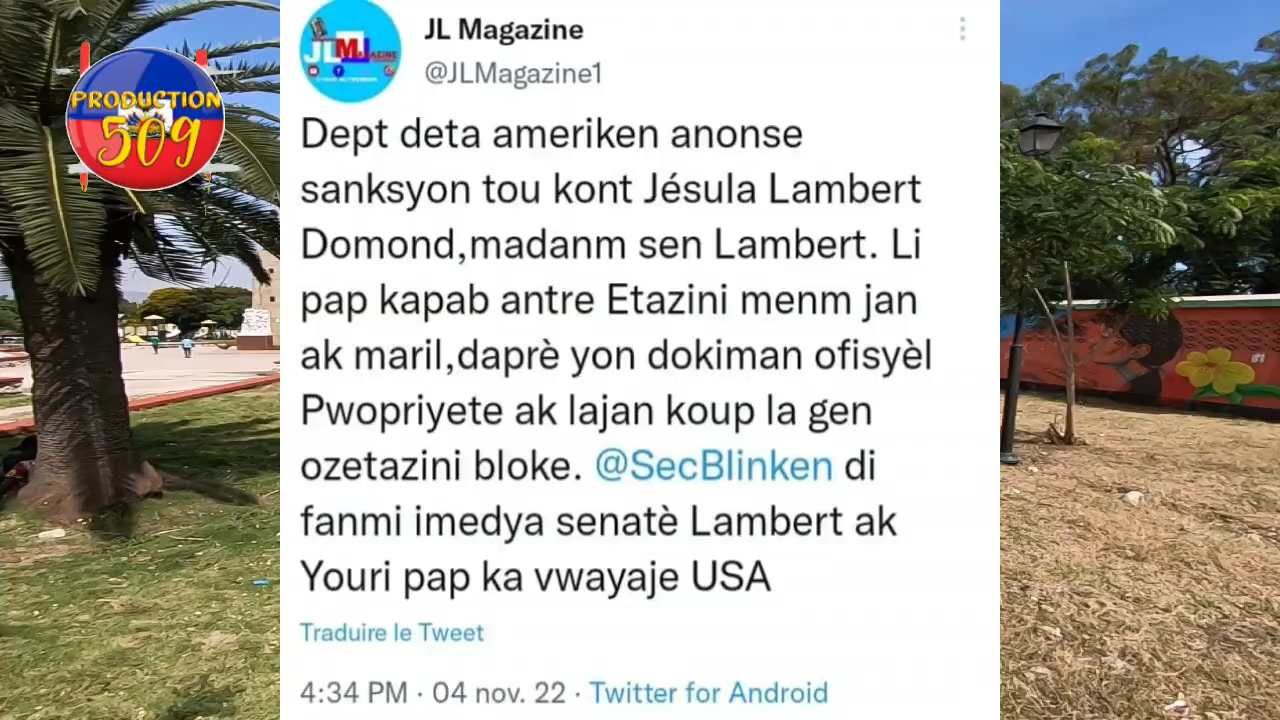 JL Magazine
@JLMagazine1
PRODUCTION
509
Dept deta ameriken anonse
sanksyon tou kont Jésula Lambert
Domond,madanm sen Lambert. Li
pap kapab antre Etazini menm jan
ak maril,daprè yon dokiman ofisyèl
Pwopriyete ak lajan koup la gen
ozetazini bloke. @SecBlinken di
fanmi imedya senatè Lambert ak
Youri pap ka vwayaje USA
Traduire le Tweet
4:34 PM · 04 nov. 22 · Twitter for Android